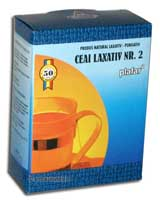 PRODUS NATURAL LAXATIV - PURGATIV
CEAI LAXATIV NR. 2
plafar
50